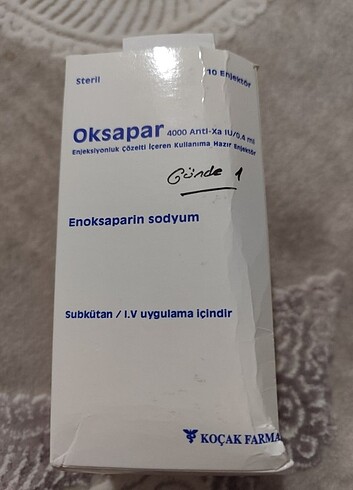 Steril
10 Enjektör
Oksapar 4000 Anti-Xa IU/0.4 ml
Enjeksiyonluk Çözelti İçeren Kullanıma Hazır Enjektör
Günde 1
Enoksaparin sodyum
Subkütan / I.V uygulama içindir
KOÇAK FARMA